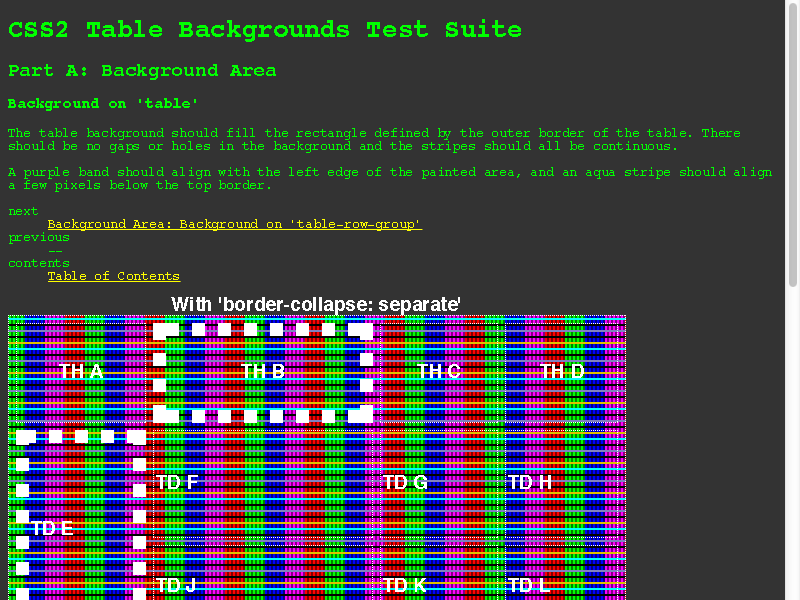 CSS2 Table Backgrounds Test Suite
Part A: Background Area
Background on 'table'
The table background should fill the rectangle defined by the outer border of the table. There
should be no gaps or holes in the background and the stripes should all be continuous.
A purple band should align with the left edge of the painted area, and an aqua stripe should align
a few pixels below the top border.
next
Background Area: Background on 'table-row-group'
previous
--
contents
Table of Contents
With 'border-collapse: separate'
TH A TH B TH C TH D
TD F TD G TD H
TD E
TD J TD K TD L